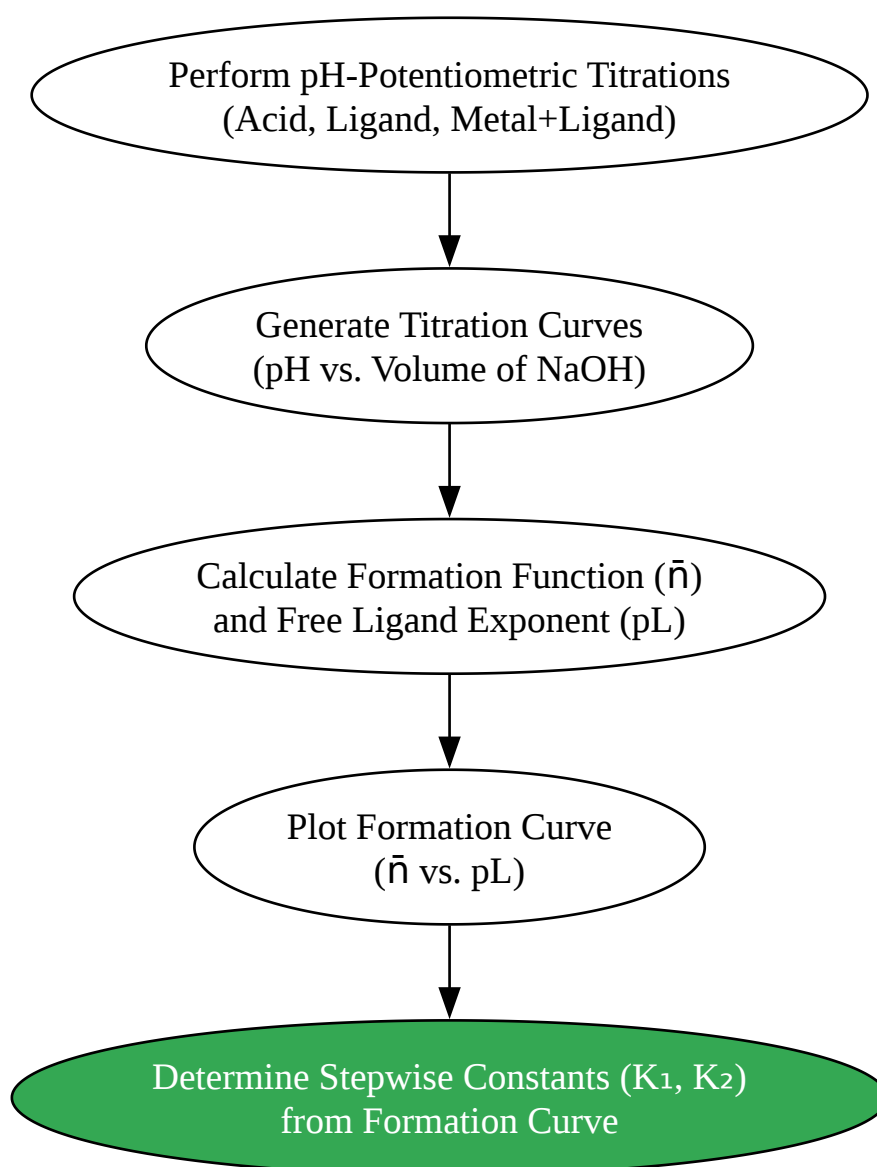 Perform pH-Potentiometric Titrations
(Acid, Ligand, Metal+Ligand)
Generate Titration Curves
(pH vs. Volume of NaOH)
Calculate Formation Function (n̄)
and Free Ligand Exponent (pL)
Plot Formation Curve
(n̄ vs. pL)
Determine Stepwise Constants (K₁, K₂)
from Formation Curve